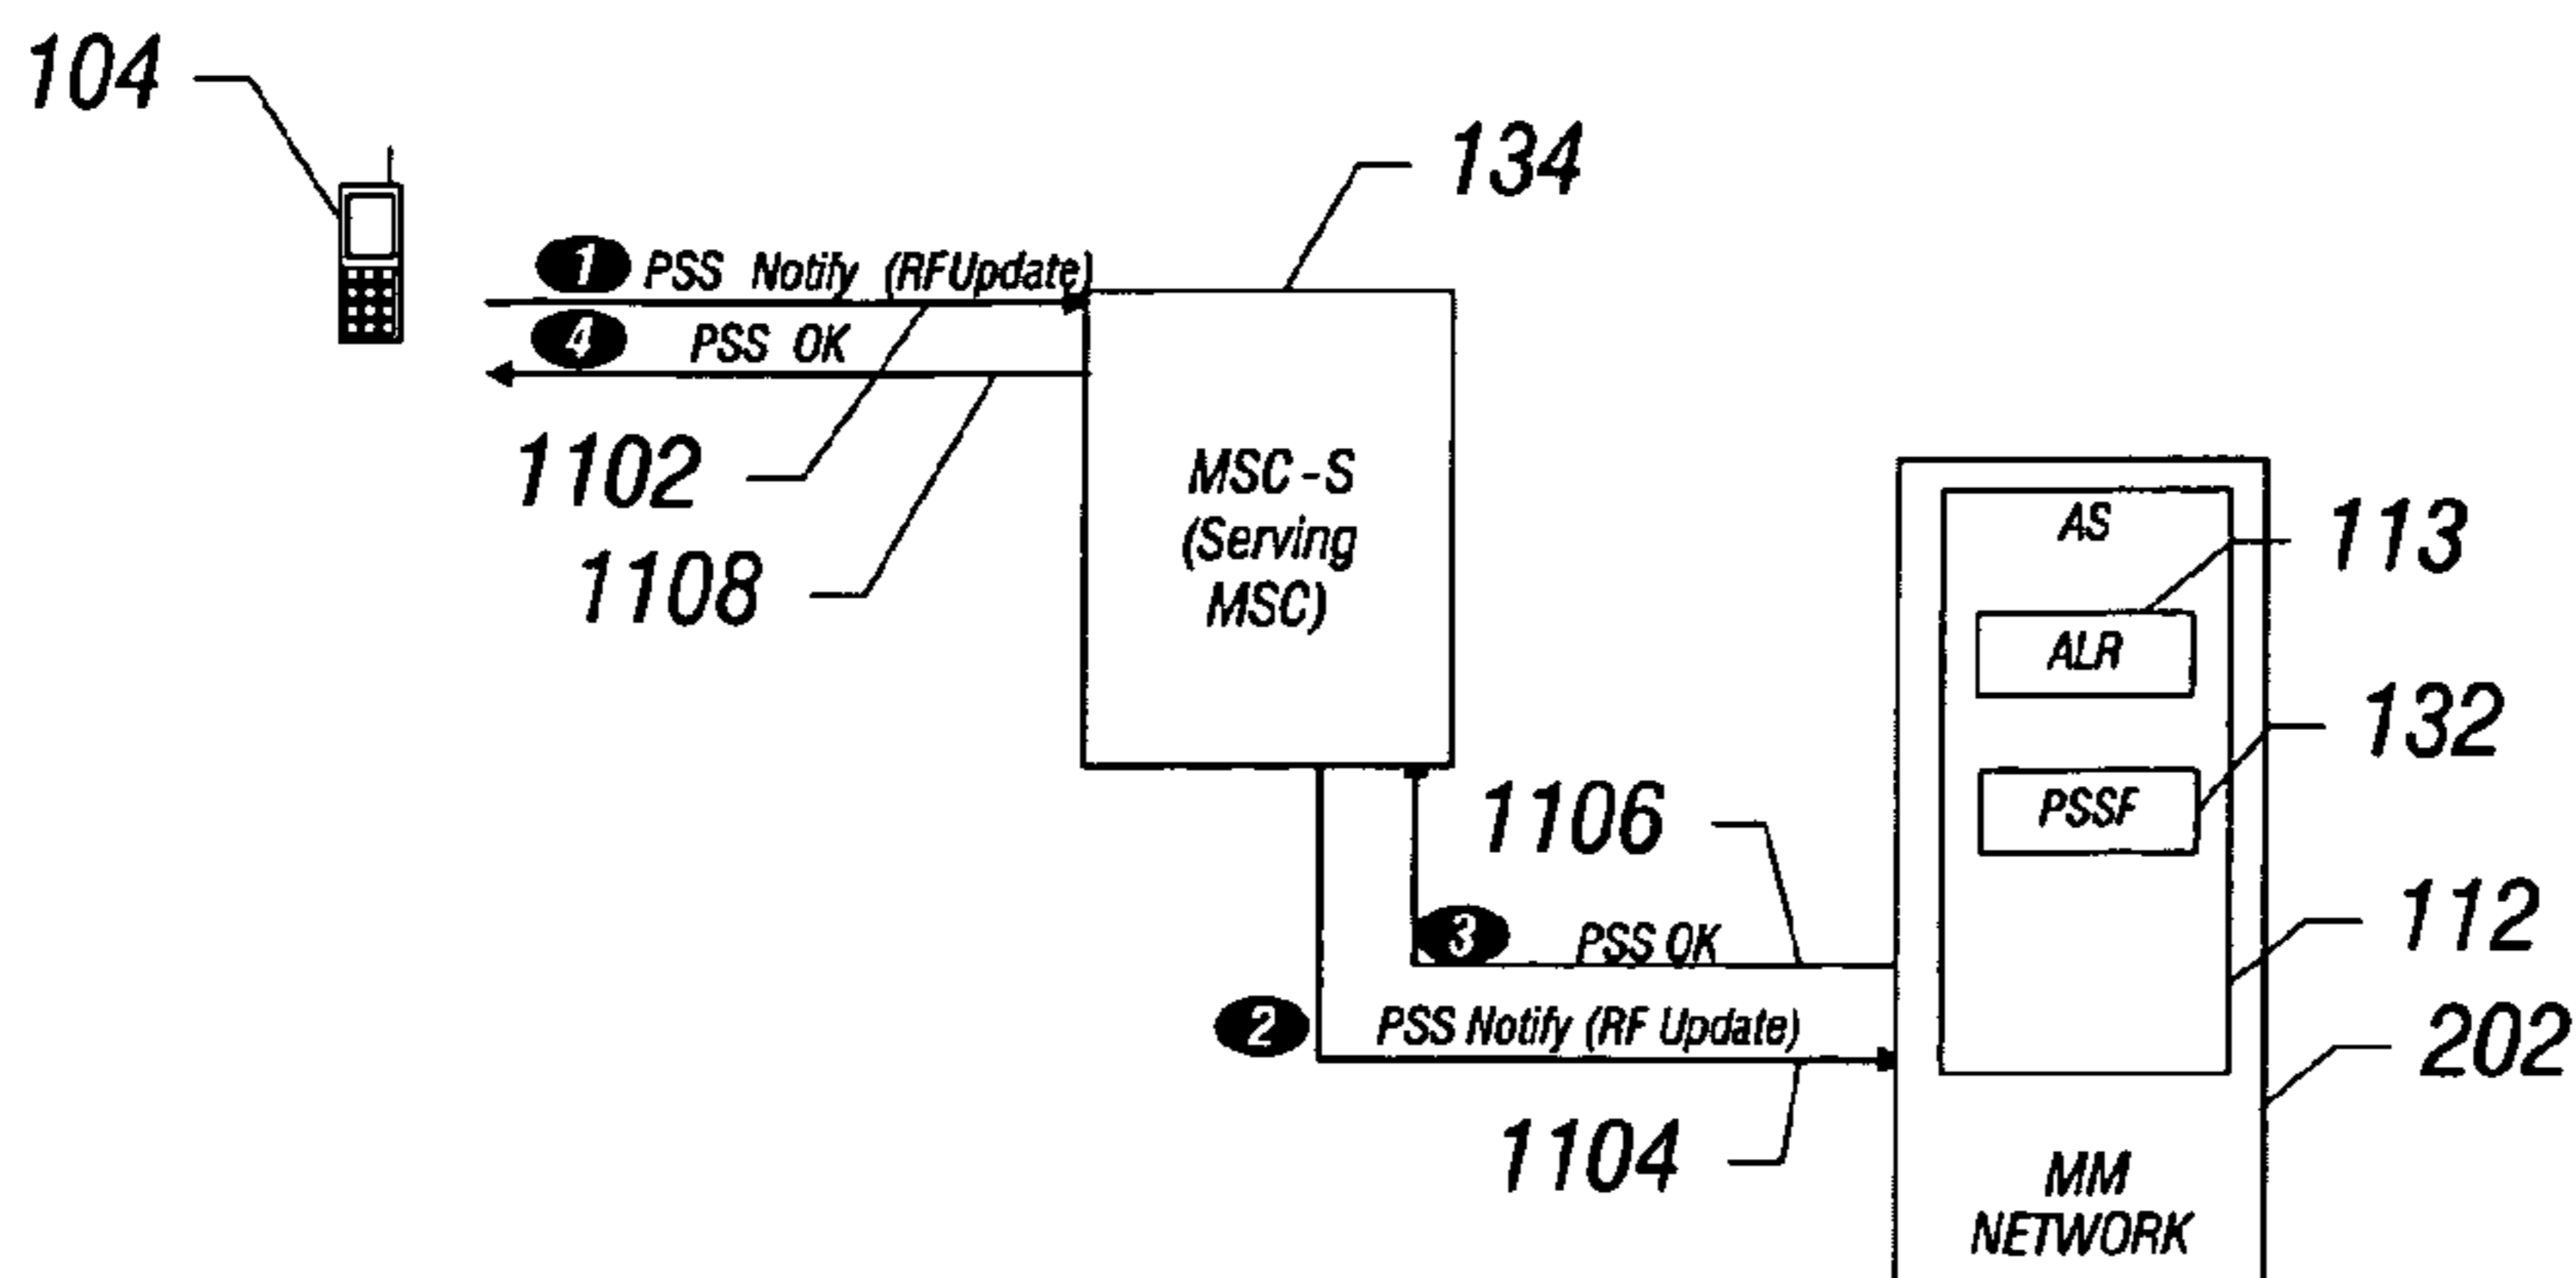 104
134
1 PSS Notify (RFUpdate)
4 PSS OK
1102
1108
MSC-S
(Serving
MSC)
AS
113
ALR
132
PSSF
1106
112
3 PSS OK
2 PSS Notify (RF Update)
202
1104
MM
NETWORK